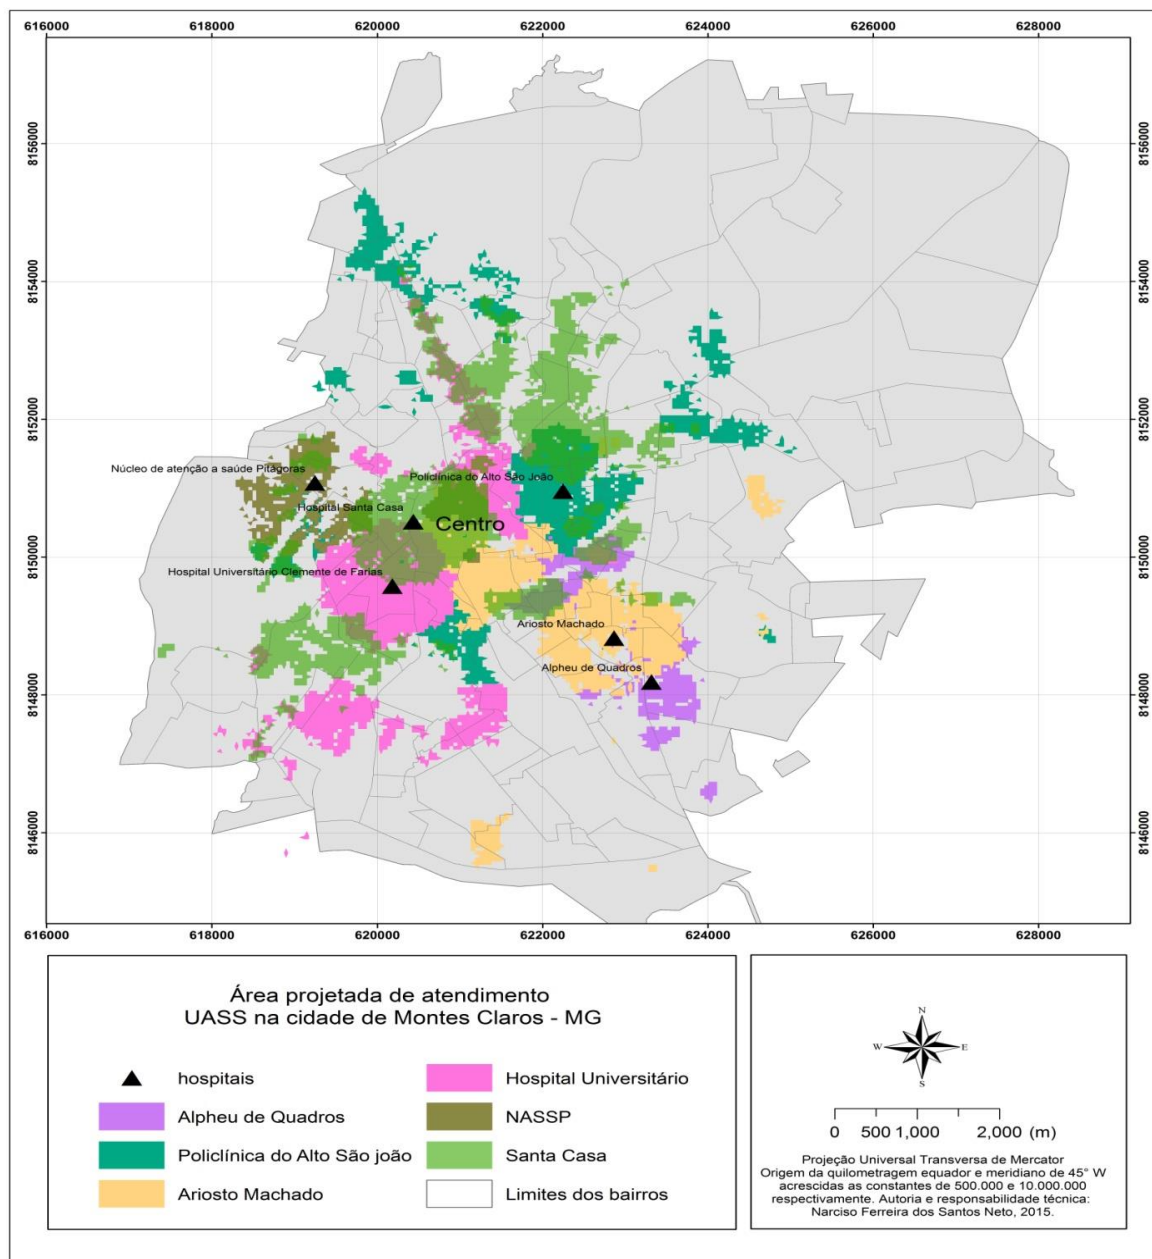 616000 618000 620000 622000 624000 626000 628000
8156000 8156000
8154000 8154000
8152000 8152000
Núcleo de atenção a saúde Pitágoras
Policlínica do Alto São João
Hospital Santa Casa
Centro
8150000 8150000
Hospital Universitário Clemente de Farias
Ariosto Machado
Alpheu de Quadros
8148000 8148000
8146000 8146000
616000 618000 620000 622000 624000 626000 628000
Área projetada de atendimento
UASS na cidade de Montes Claros - MG
hospitais
Alpheu de Quadros
Policlínica do Alto São joão
Ariosto Machado
Hospital Universitário
NASSP
Santa Casa
Limites dos bairros
N
W E
S
0 500 1,000 2,000 (m)
Projeção Universal Transversa de Mercator
Origem da quilometragem equador e meridiano de 45° W
acrescidas as constantes de 500.000 e 10.000.000
respectivamente. Autoria e responsabilidade técnica:
Narciso Ferreira dos Santos Neto, 2015.